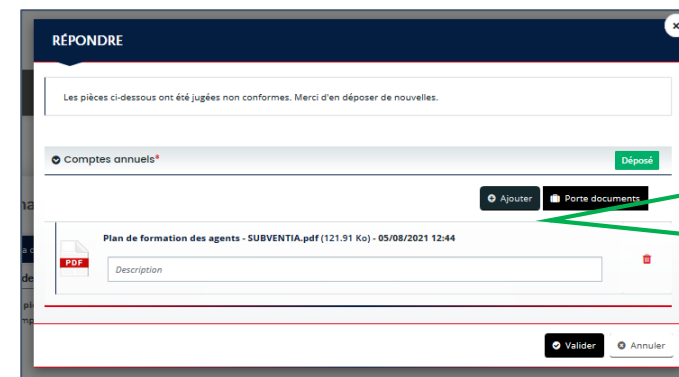 RÉPONDRE
Les pièces ci-dessous ont été jugées non conformes. Merci d'en déposer de nouvelles.
Comptes annuels*
Déposé
Ajouter
Porte documents
Plan de formation des agents - SUBVENTIA.pdf (121.91 Ko) - 05/08/2021 12:44
PDF
Description
Valider
Annuler